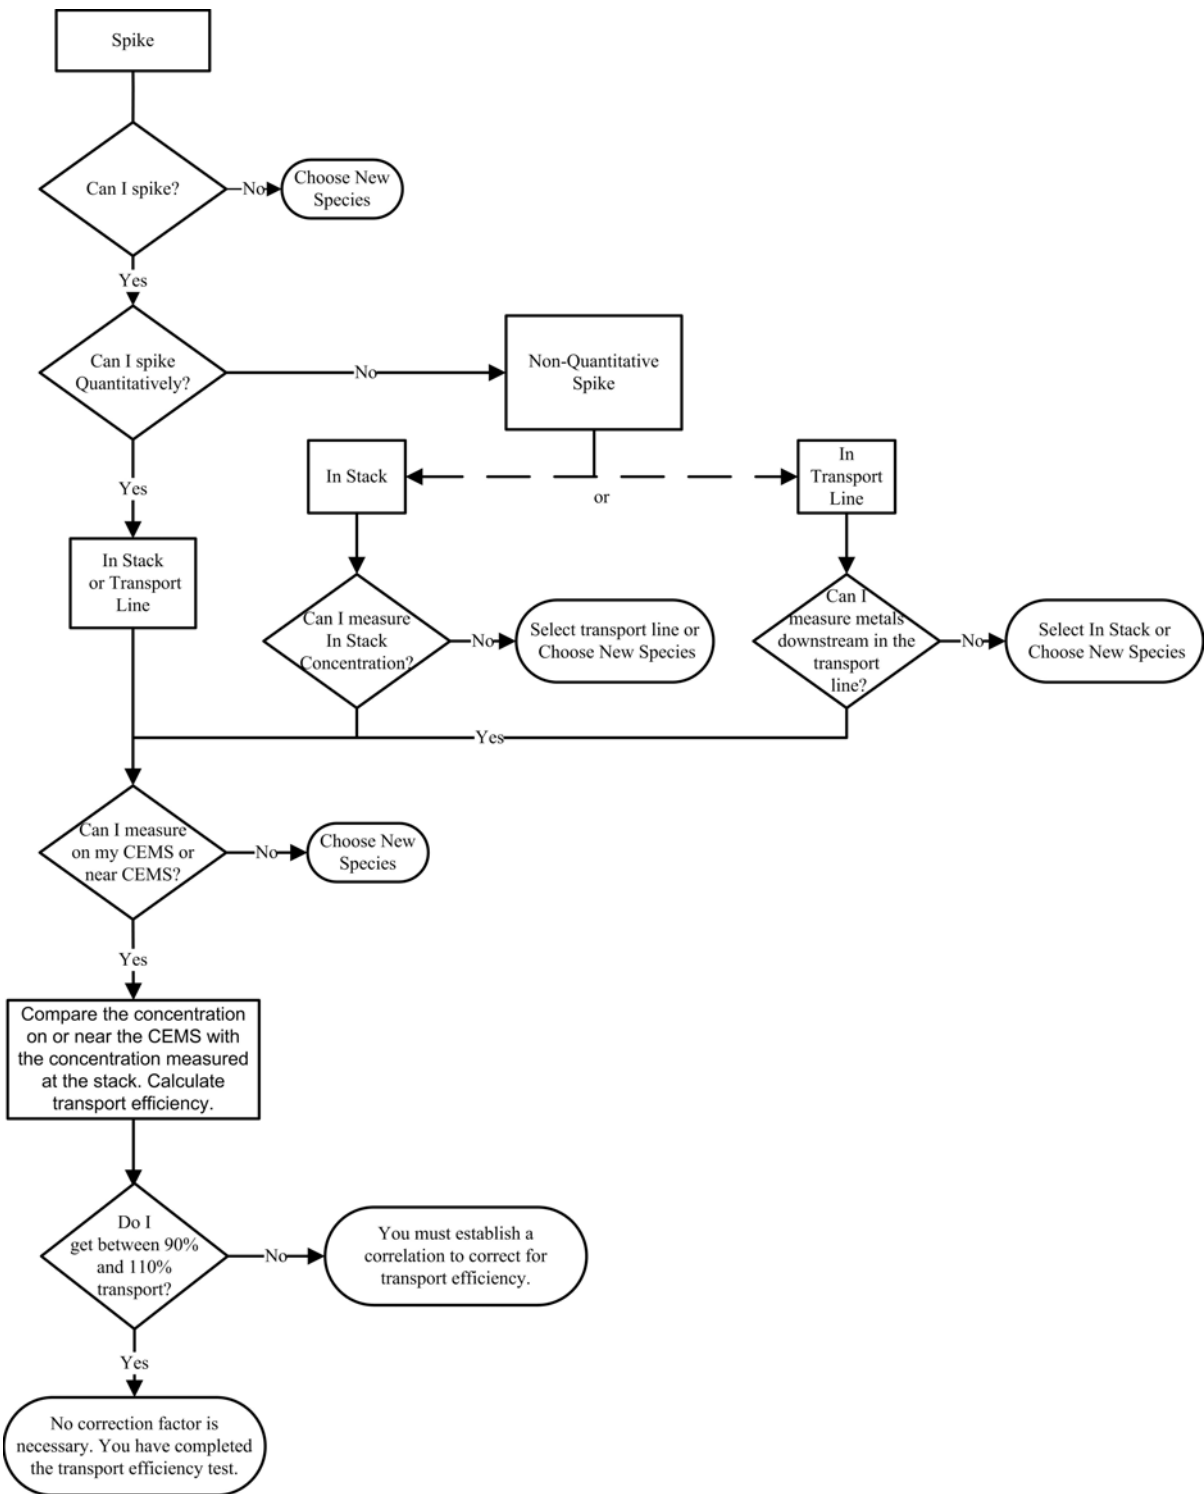 Spike
Can I spike?
No
Choose New
Species
Yes
Can I spike
Quantitatively?
No
Non-Quantitative
Spike
Yes
In Stack
or
In
Transport
Line
In Stack
or Transport
Line
Can I measure
In Stack
Concentration?
No
Select transport line or
Choose New Species
Can I
measure metals
downstream in the
transport
line?
No
Select In Stack or
Choose New Species
Yes
Can I measure
on my CEMS or
near CEMS?
No
Choose New
Species
Yes
Compare the concentration
on or near the CEMS with
the concentration measured
at the stack. Calculate
transport efficiency.
Do I
get between 90%
and 110%
transport?
No
You must establish a
correlation to correct for
transport efficiency.
Yes
No correction factor is
necessary. You have completed
the transport efficiency test.